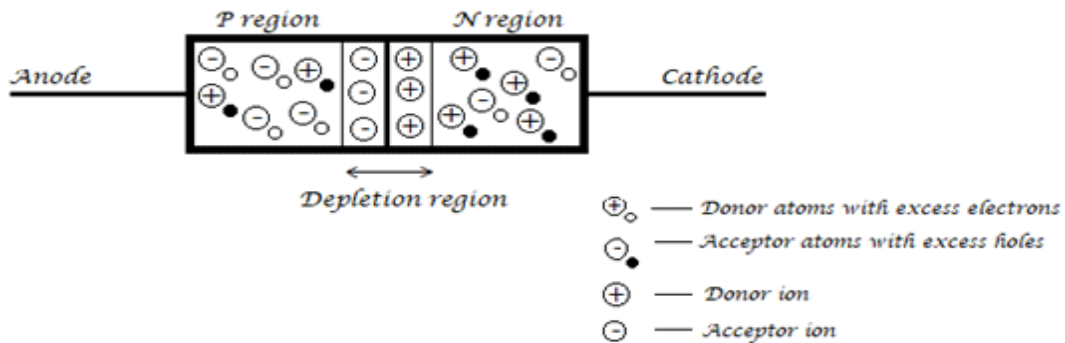 P region N region
Anode Cathode
Depletion region
Donor atoms with excess electrons
Acceptor atoms with excess holes
Donor ion
Acceptor ion